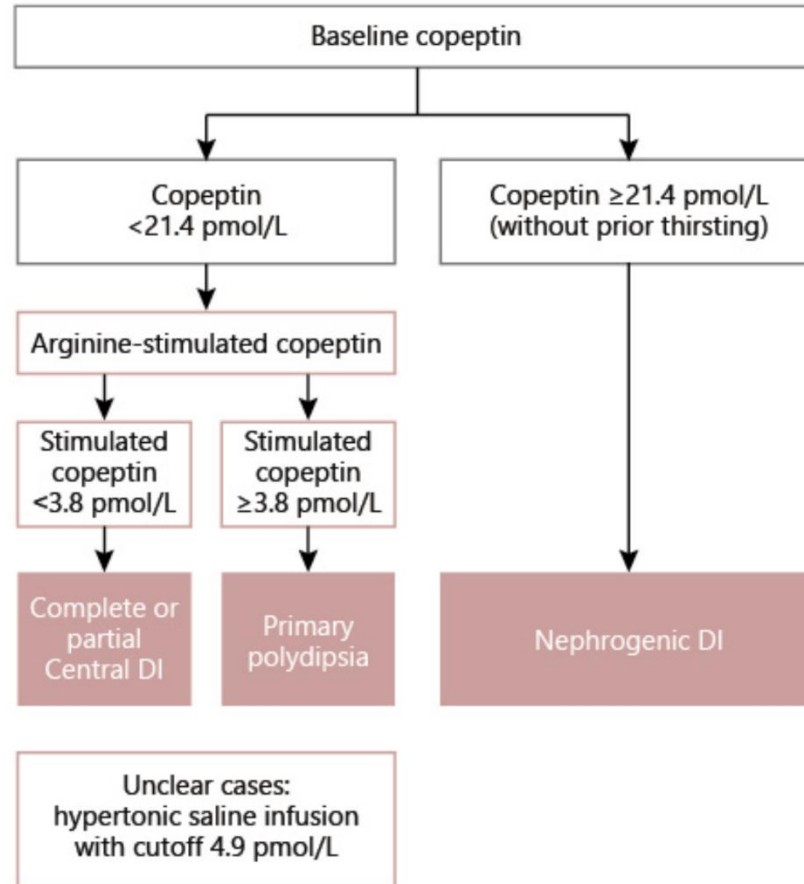 Baseline copeptin
Copeptin
<21.4 pmol/L
Copeptin ≥21.4 pmol/L
(without prior thirsting)
Arginine-stimulated copeptin
Stimulated
copeptin
<3.8 pmol/L
Stimulated
copeptin
≥3.8 pmol/L
Complete or
partial
Central DI
Primary
polydipsia
Nephrogenic DI
Unclear cases:
hypertonic saline infusion
with cutoff 4.9 pmol/L